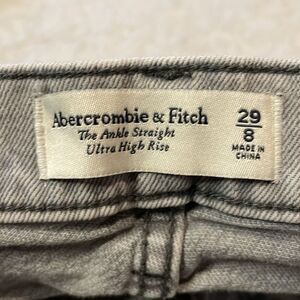 Abercrombie & Fitch
The Ankle Straight
Ultra High Rise
29
8
MADE IN
CHINA